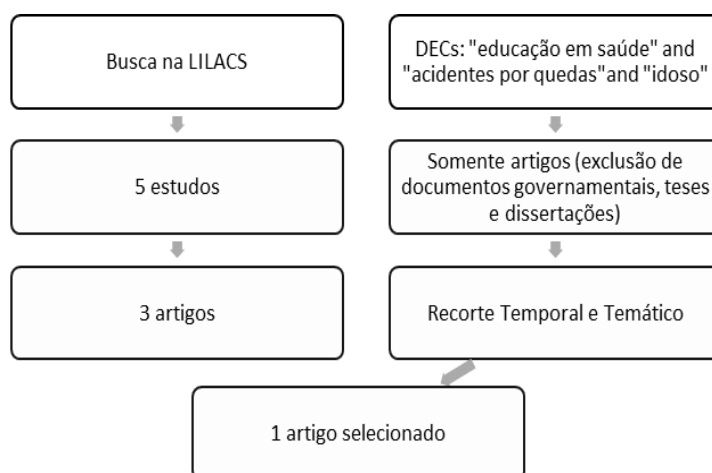 Busca na LILACS
DECs: "educação em saúde" and
"acidentes por quedas"and "idoso"
5 estudos
Somente artigos (exclusão de
documentos governamentais, teses
e dissertações)
3 artigos
Recorte Temporal e Temático
1 artigo selecionado